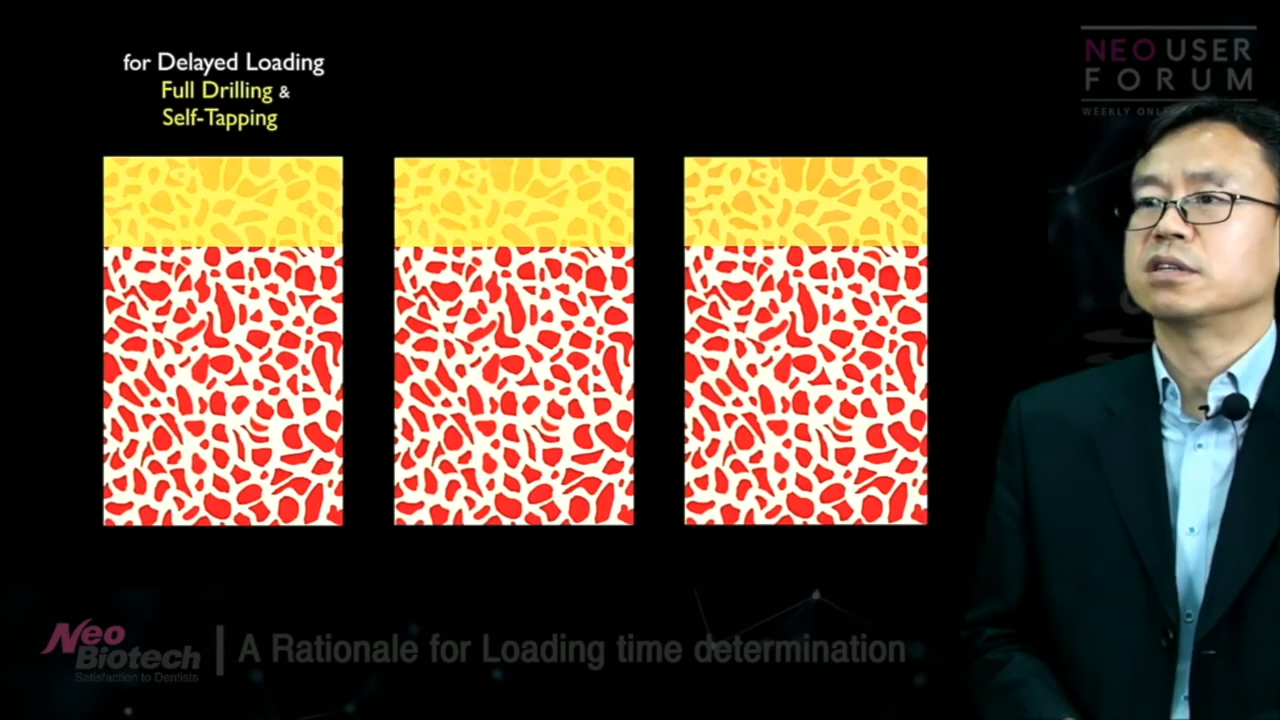 for Delayed Loading
Full Drilling &
Self-Tapping
NEO USER
FORUM
WEEKLY
Neo
Biotech
Satisfaction to Dentists
A Rationale for Loading time determination